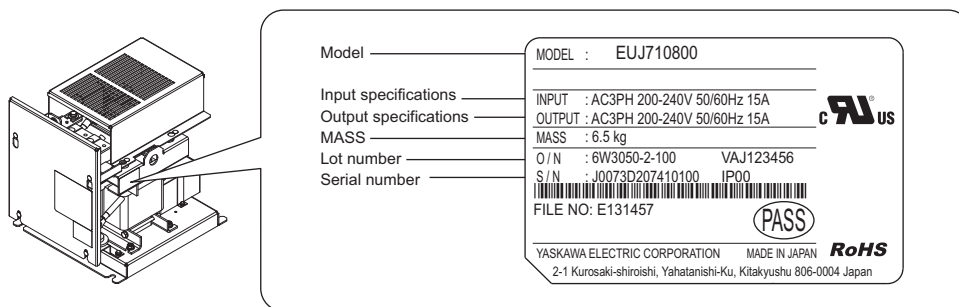 Model
Input specifications
Output specifications
MASS
Lot number
Serial number
MODEL : EUJ710800
INPUT : AC3PH 200-240V 50/60Hz 15A
OUTPUT : AC3PH 200-240V 50/60Hz 15A
MASS : 6.5 kg
O / N : 6W3050-2-100 VAJ123456
S / N : J0073D207410100 IP00
FILE NO: E131457
PASS
YASKAWA ELECTRIC CORPORATION MADE IN JAPAN RoHS
2-1 Kurosaki-shiroishi, Yahatanishi-Ku, Kitakyushu 806-0004 Japan
c RU ® US